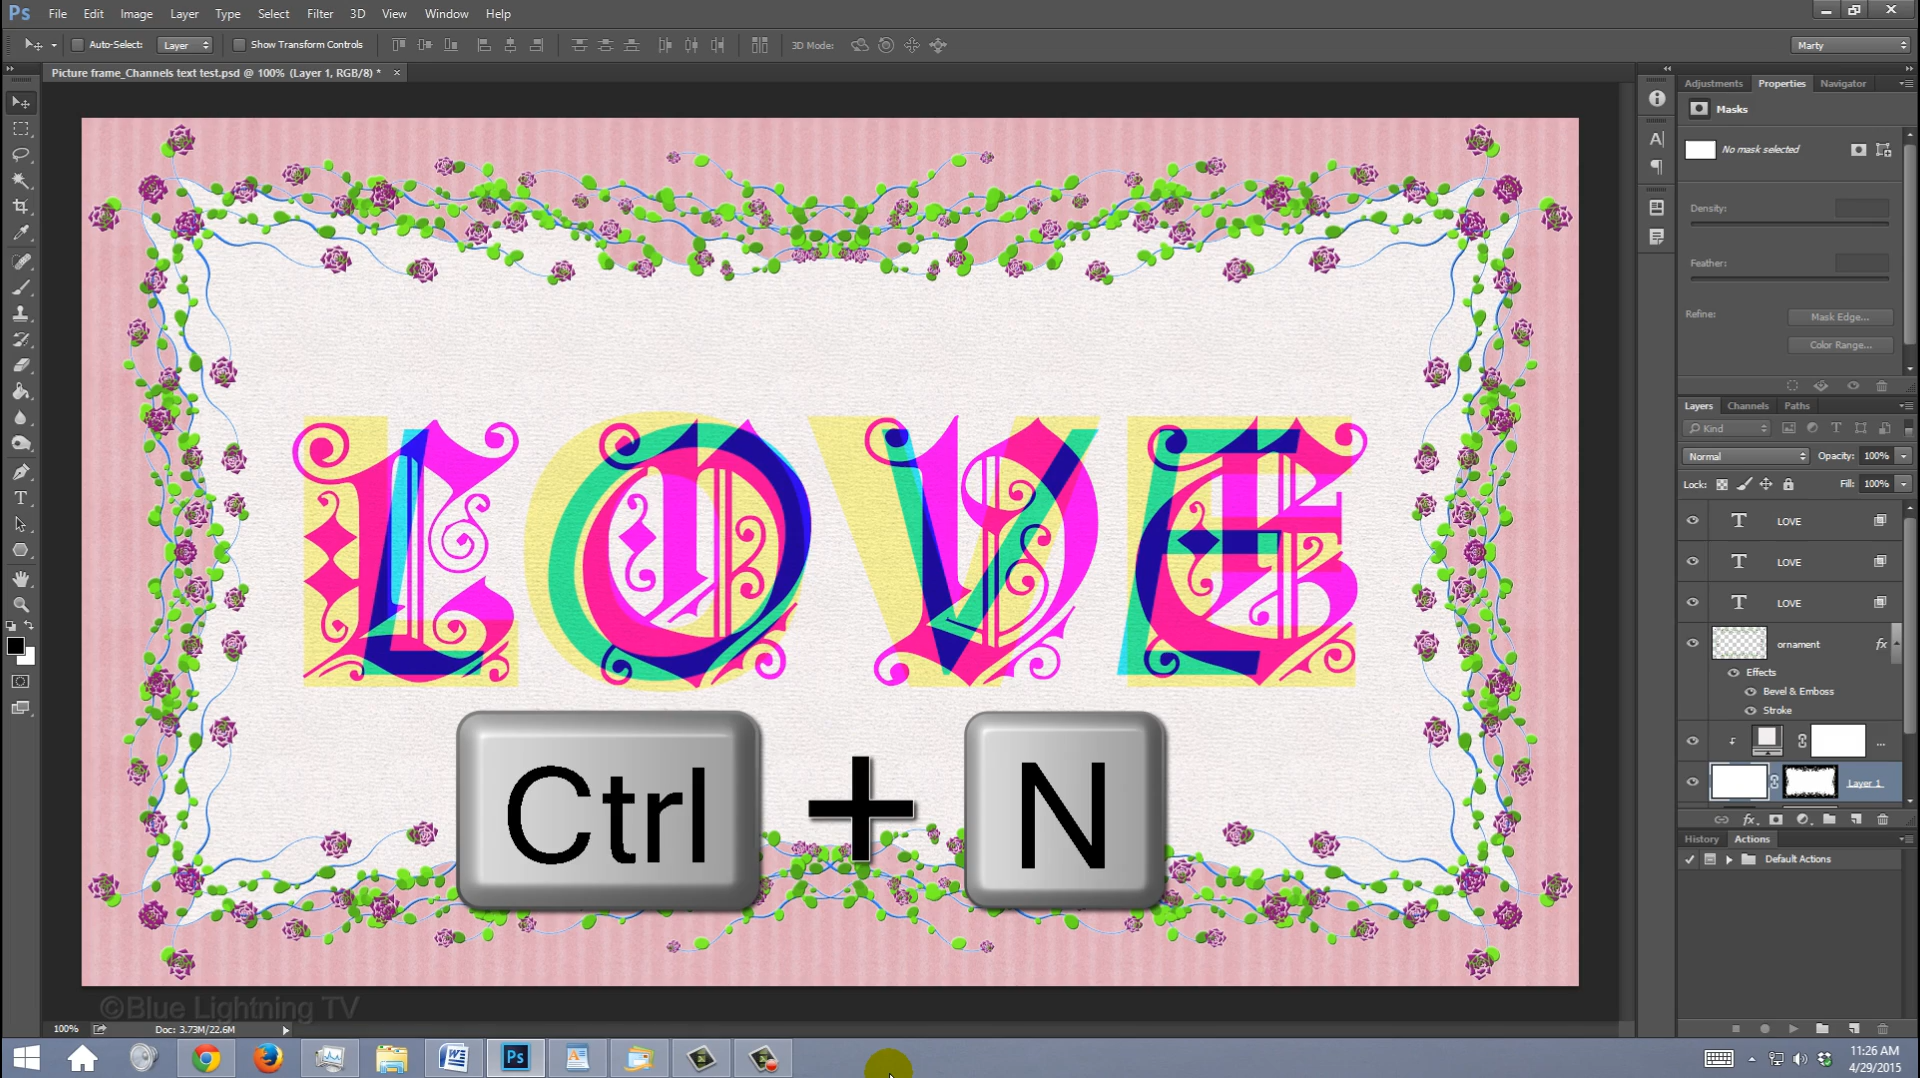 Ps File Edit Image Layer Type Select Filter 3D View Window Help
Auto-Select: Layer Show Transform Controls 3D Mode: Marty
Picture frame_Channels text test.psd @ 100% (Layer 1, RGB/8) * ×
Adjustments Properties Navigator
Masks
No mask selected
Density:
Feather:
Refine: Mask Edge...
Color Range...
Layers Channels Paths
Kind
Normal Opacity: 100%
Lock: Fill: 100%
T LOVE
T LOVE
T LOVE
ornament fx
Effects
Bevel & Emboss
Stroke
...
Layer 1
fx
History Actions
Default Actions
LOVE
Ctrl + N
©Blue Lightning TV
100% Doc: 3.73M/22.6M
Ps
11:26 AM
4/29/2015